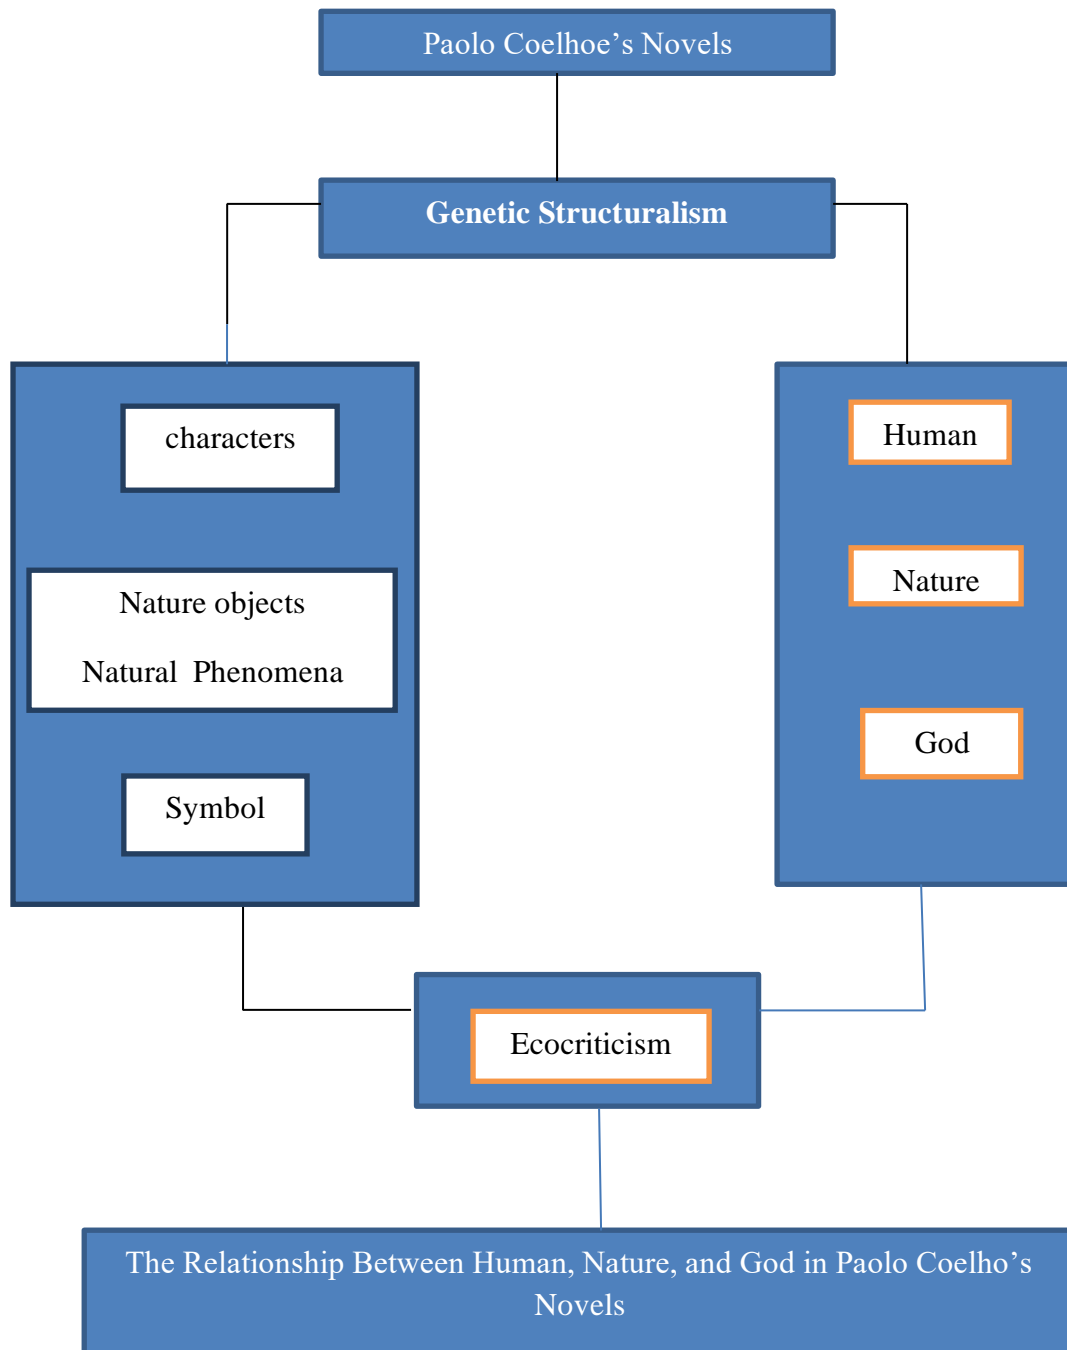 Paolo Coelhoe’s Novels
Genetic Structuralism
characters
Nature objects
Natural Phenomena
Symbol
Human
Nature
God
Ecocriticism
The Relationship Between Human, Nature, and God in Paolo Coelho’s
Novels